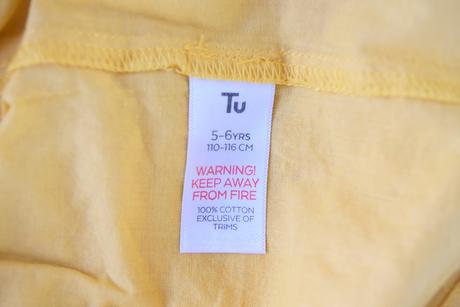 Tu
5-6YRS
110-116 CM
WARNING!
KEEP AWAY
FROM FIRE
100% COTTON
EXCLUSIVE OF
TRIMS